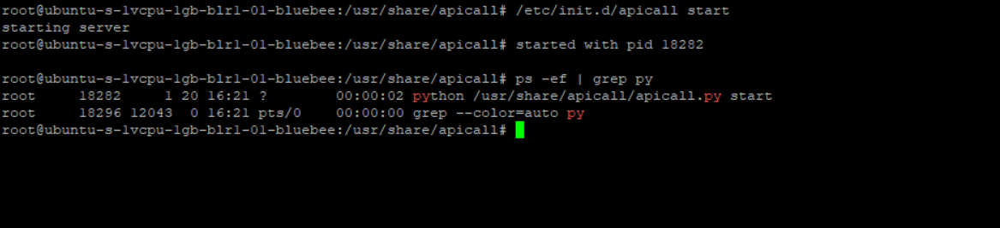 root@ubuntu-s-1vcpu-1gb-blr1-01-bluebee:/usr/share/apicall# /etc/init.d/apicall start
starting server
root@ubuntu-s-1vcpu-1gb-blr1-01-bluebee:/usr/share/apicall# started with pid 18282
root@ubuntu-s-1vcpu-1gb-blr1-01-bluebee:/usr/share/apicall# ps -ef | grep py
root     18282     1 20 16:21 ?        00:00:02 python /usr/share/apicall/apicall.py start
root     18296 12043  0 16:21 pts/0    00:00:00 grep --color=auto py
root@ubuntu-s-1vcpu-1gb-blr1-01-bluebee:/usr/share/apicall#